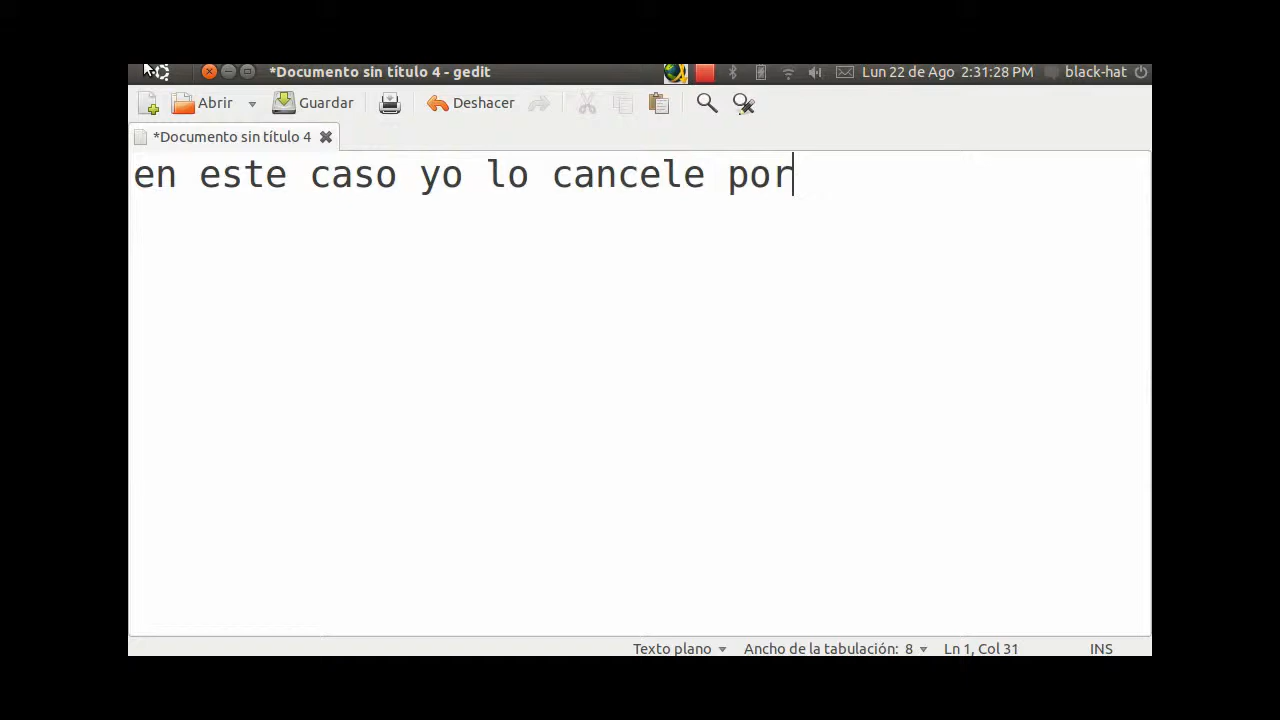 *Documento sin título 4 - gedit
Lun 22 de Ago 2:31:28 PM
black-hat
Abrir
Guardar
Deshacer
*Documento sin título 4
en este caso yo lo cancele por
Texto plano
Ancho de la tabulación: 8
Ln 1, Col 31
INS